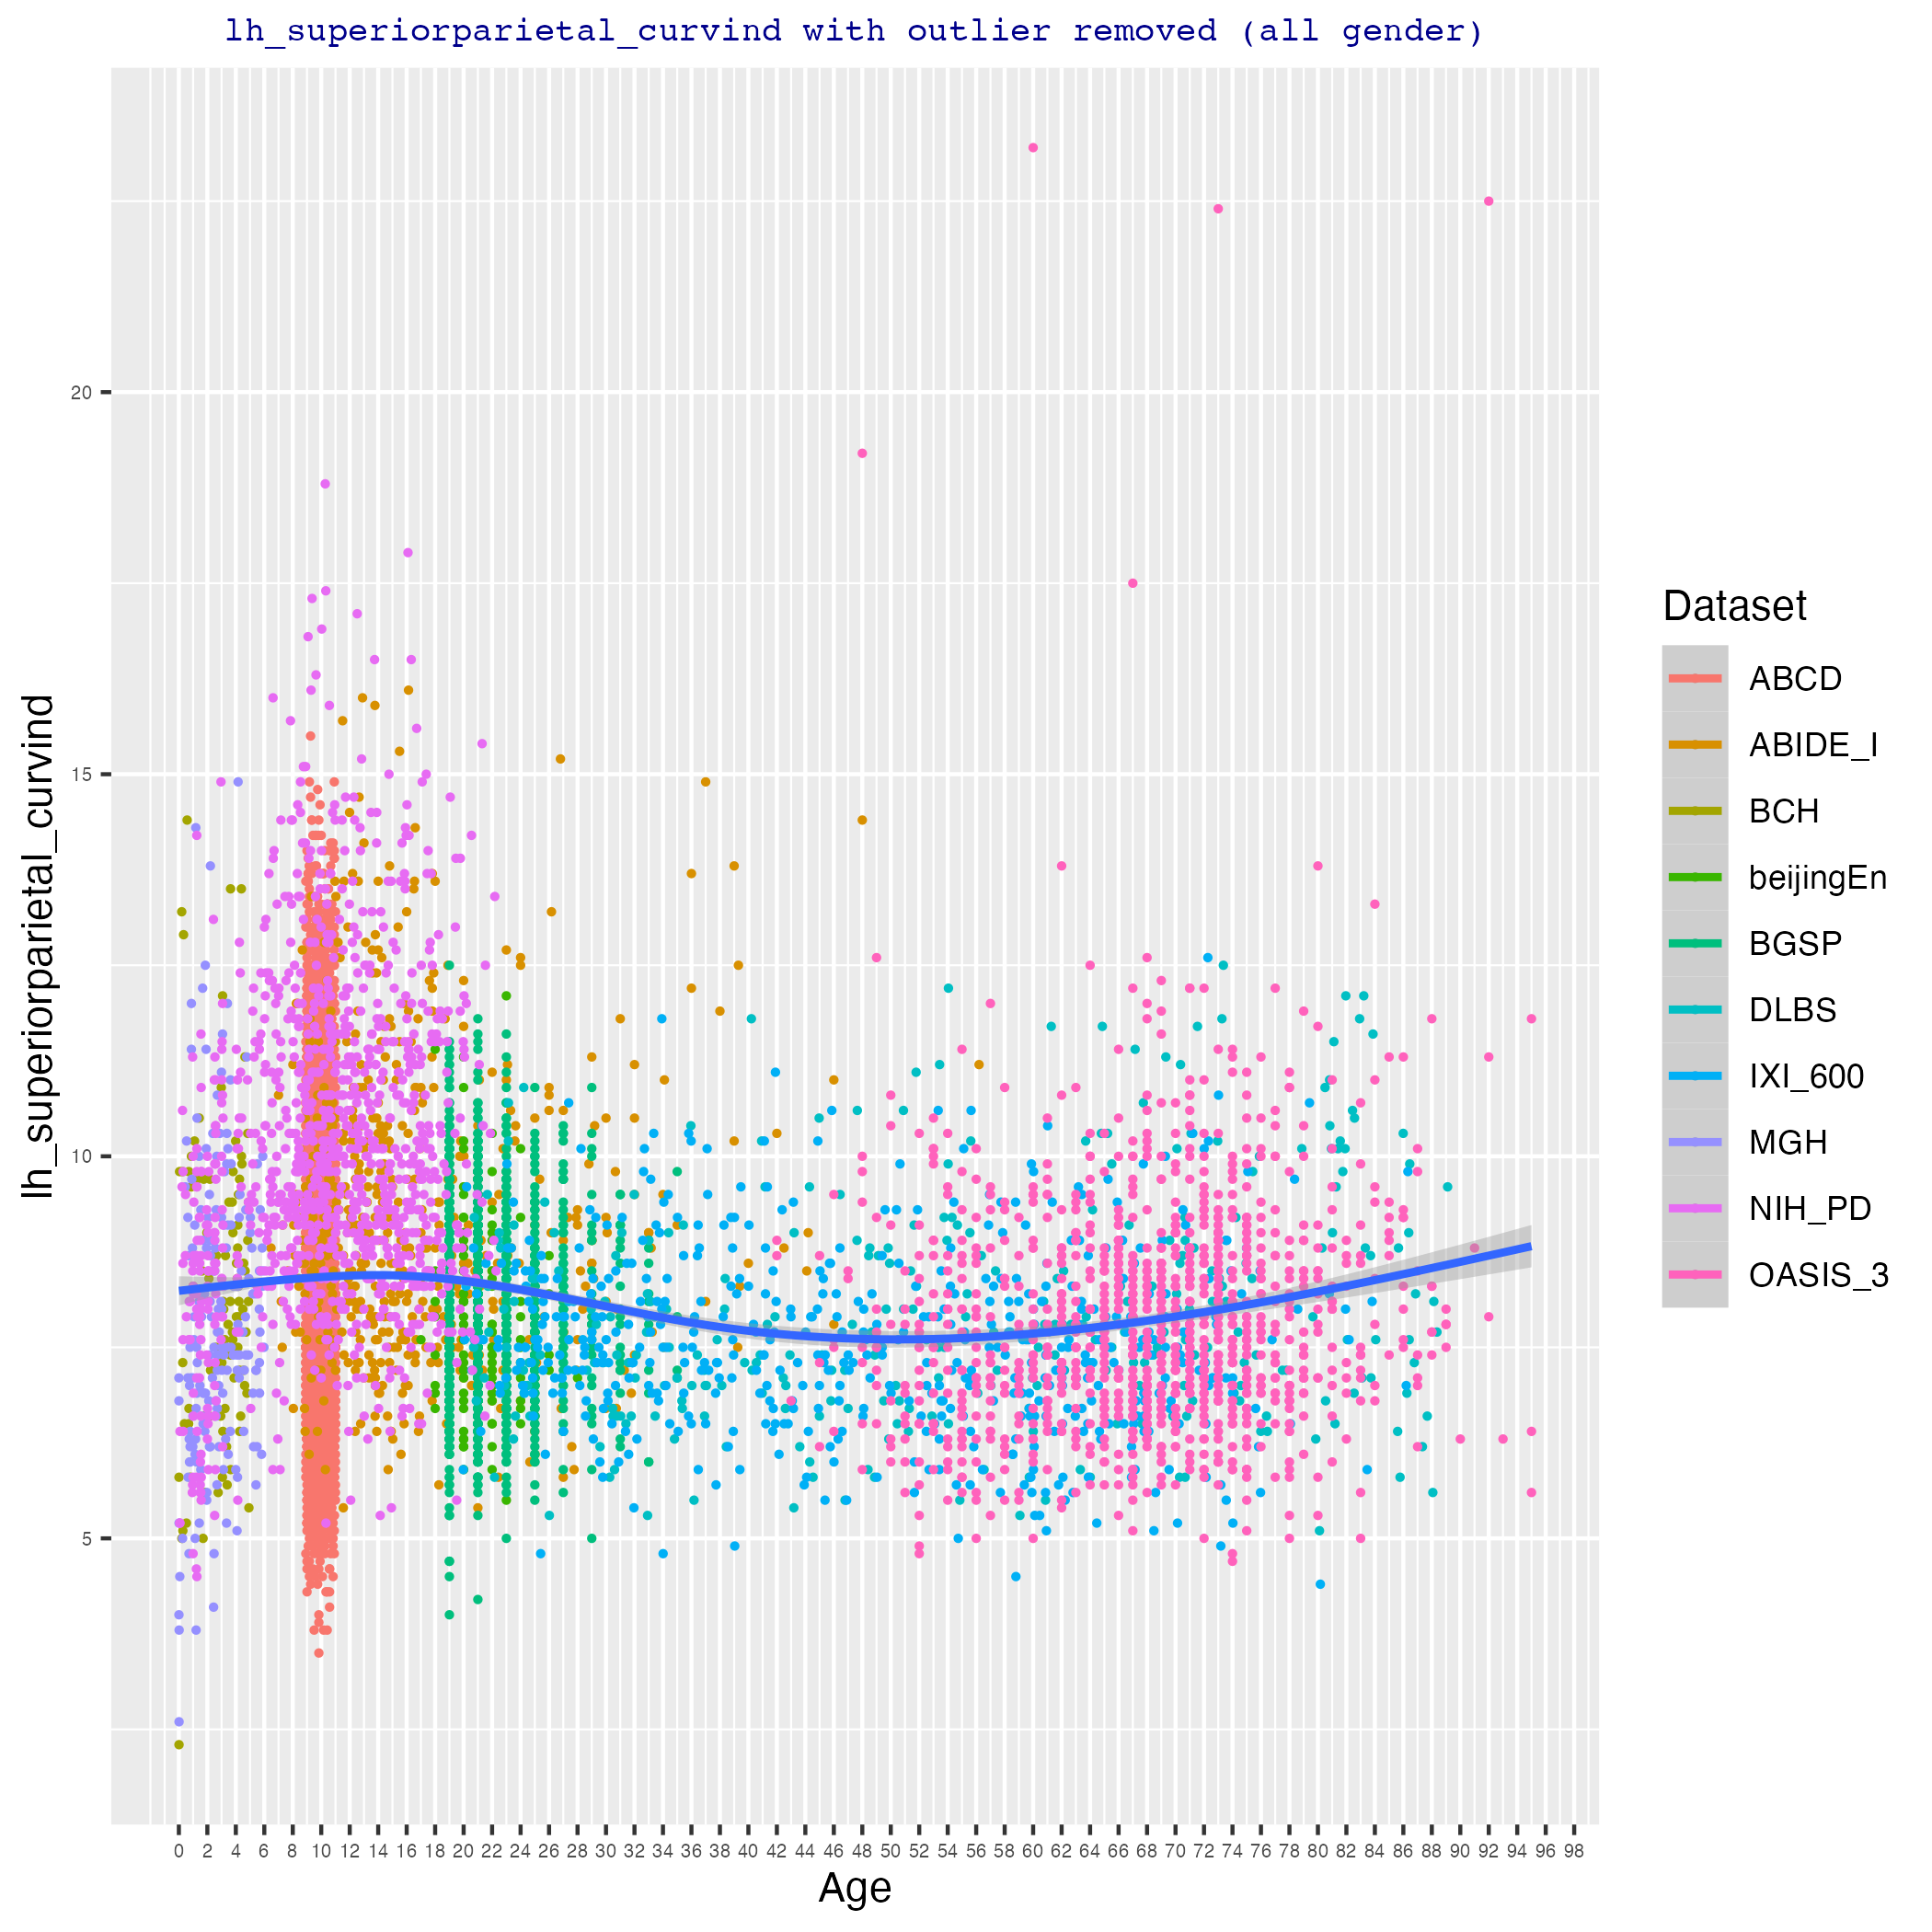 lh_superiorparietal_curvind with outlier removed (all gender)
lh_superiorparietal_curvind
20
15
10
5
0 2 4 6 8 10 12 14 16 18 20 22 24 26 28 30 32 34 36 38 40 42 44 46 48 50 52 54 56 58 60 62 64 66 68 70 72 74 76 78 80 82 84 86 88 90 92 94 96 98
Age
Dataset
ABCD
ABIDE_I
BCH
beijingEn
BGSP
DLBS
IXI_600
MGH
NIH_PD
OASIS_3